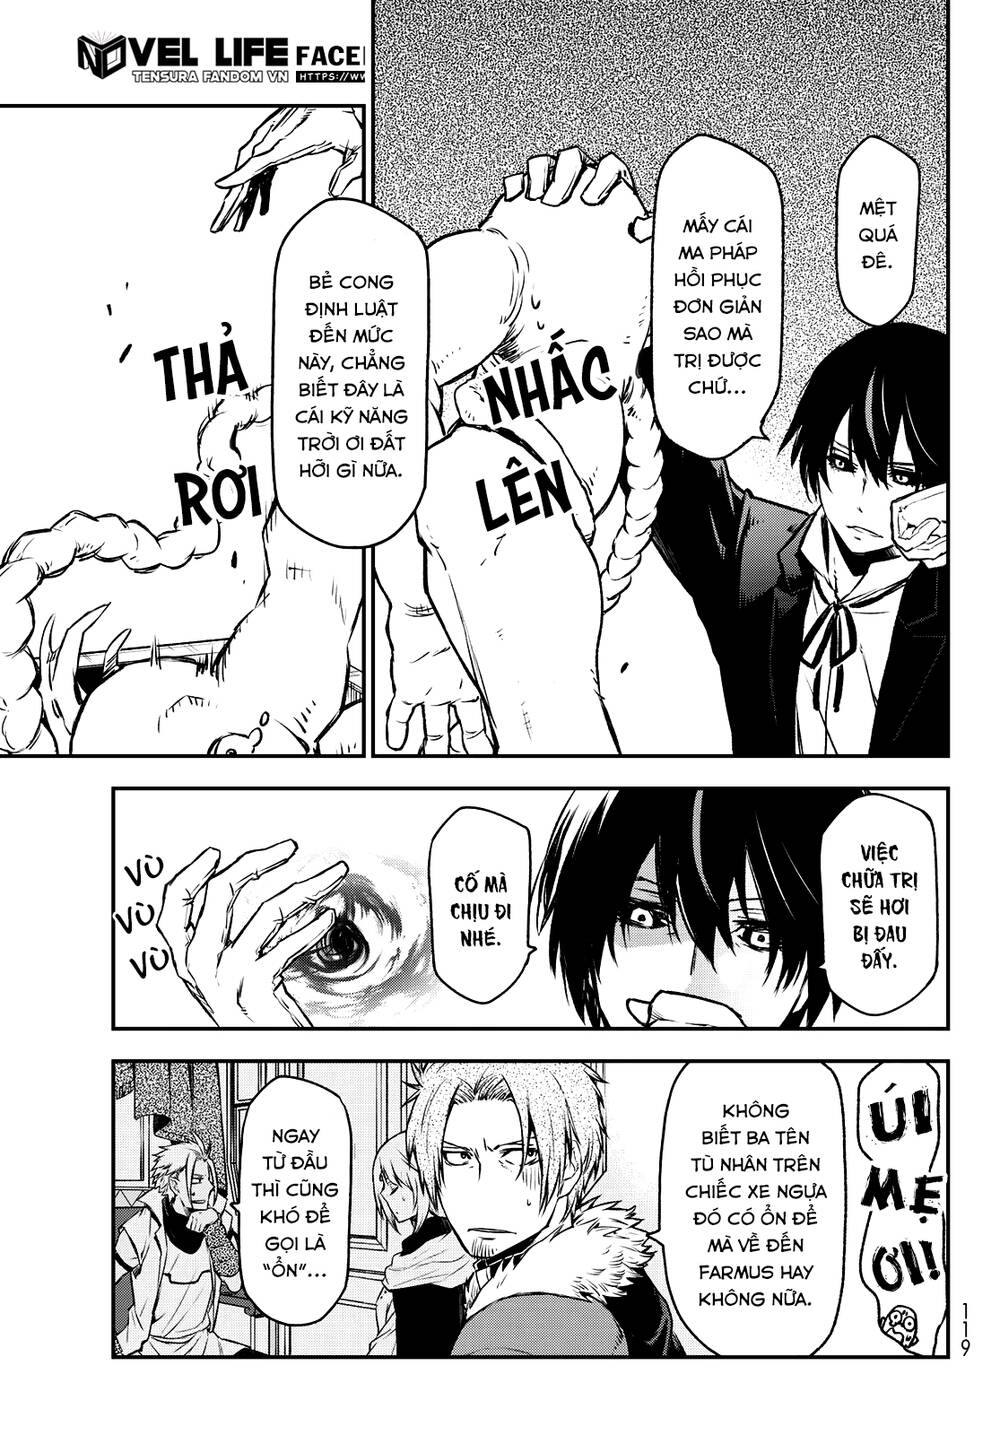 NOVEL LIFE FACE
TENSURA FANDOM VN HTTPS://WW
MỆT
QUÁ
ĐÊ.
MẤY CÁI
MA PHÁP
HỒI PHỤC
ĐƠN GIẢN
SAO MÀ
TRỊ ĐƯỢC
CHỨ...
NHẤC
LÊN
BẺ CONG
ĐỊNH LUẬT
ĐẾN MỨC
NÀY, CHẲNG
BIẾT ĐÂY LÀ
CÁI KỸ NĂNG
TRỜI ƠI ĐẤT
HỠI GÌ NỮA.
THẢ
RƠI
VIỆC
CHỮA TRỊ
SẼ HƠI
BỊ ĐAU
ĐẤY.
CỐ MÀ
CHỊU ĐI
NHÉ.
VÙ
VÙ
VÙ
ÚI
MẸ
ƠI!
KHÔNG
BIẾT BA TÊN
TÙ NHÂN TRÊN
CHIẾC XE NGỰA
ĐÓ CÓ ỔN ĐỂ
MÀ VỀ ĐẾN
FARMUS HAY
KHÔNG NỮA.
NGAY
TỪ ĐẦU
THÌ CŨNG
KHÓ ĐỂ
GỌI LÀ
"ỔN"...
119